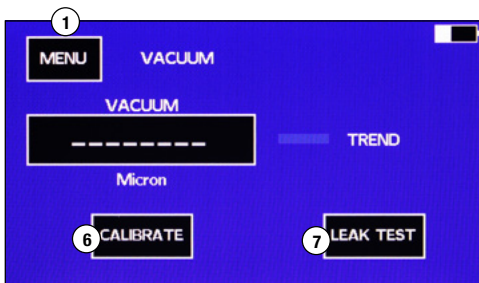 1
MENU VACUUM
VACUUM
-------- TREND
Micron
6 CALIBRATE 7 LEAK TEST